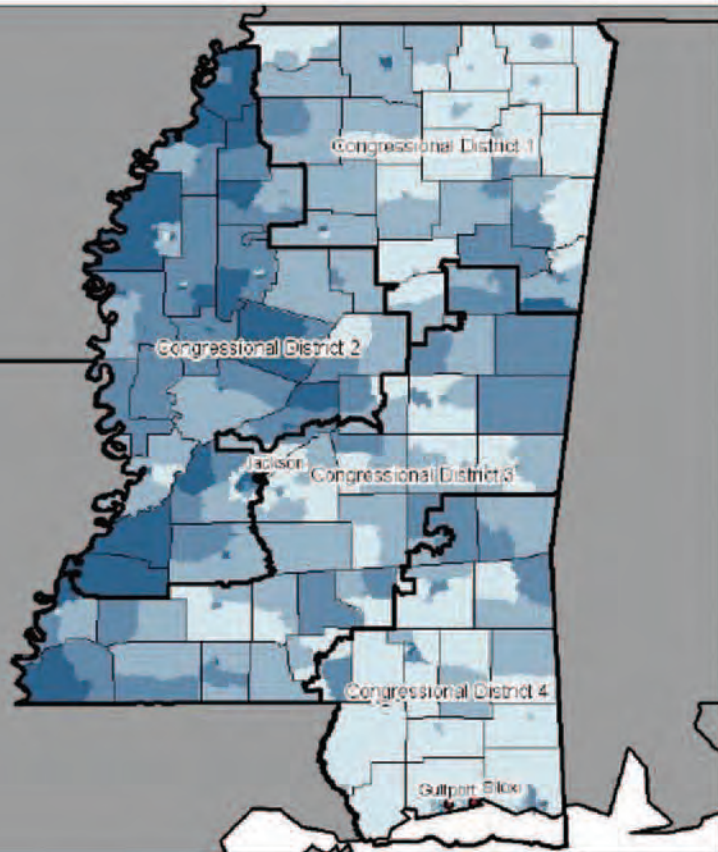 Congressional District 1
Congressional District 2
Jackson
Congressional District 3
Congressional District 4
Gulfport Biloxi